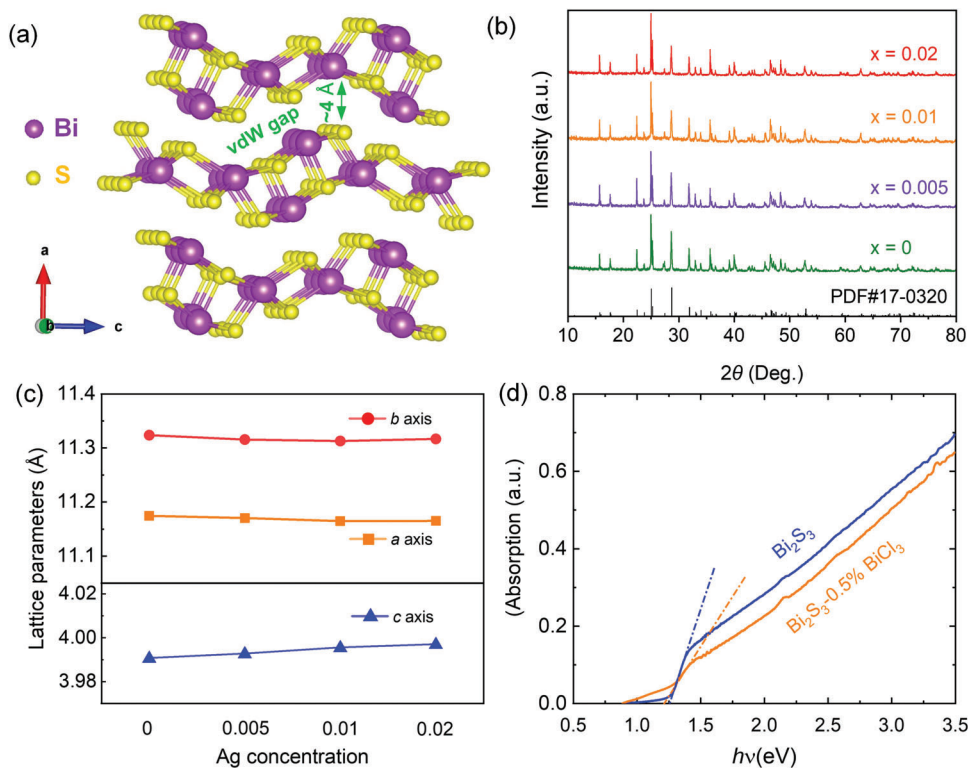 (a)
Bi
S
vdW gap
~4 Å
a
b
c
(b)
Intensity (a.u.)
x = 0.02
x = 0.01
x = 0.005
x = 0
PDF#17-0320
10 20 30 40 50 60 70 80
2θ (Deg.)
(c)
Lattice parameters (Å)
11.4
11.3
11.2
11.1
4.02
4.00
3.98
b axis
a axis
c axis
0 0.005 0.01 0.02
Ag concentration
(d)
(Absorption (a.u.)
0.8
0.6
0.4
0.2
0.0
Bi₂S₃
Bi₂S₃-0.5% BiCl₃
0.5 1.0 1.5 2.0 2.5 3.0 3.5
hν(eV)